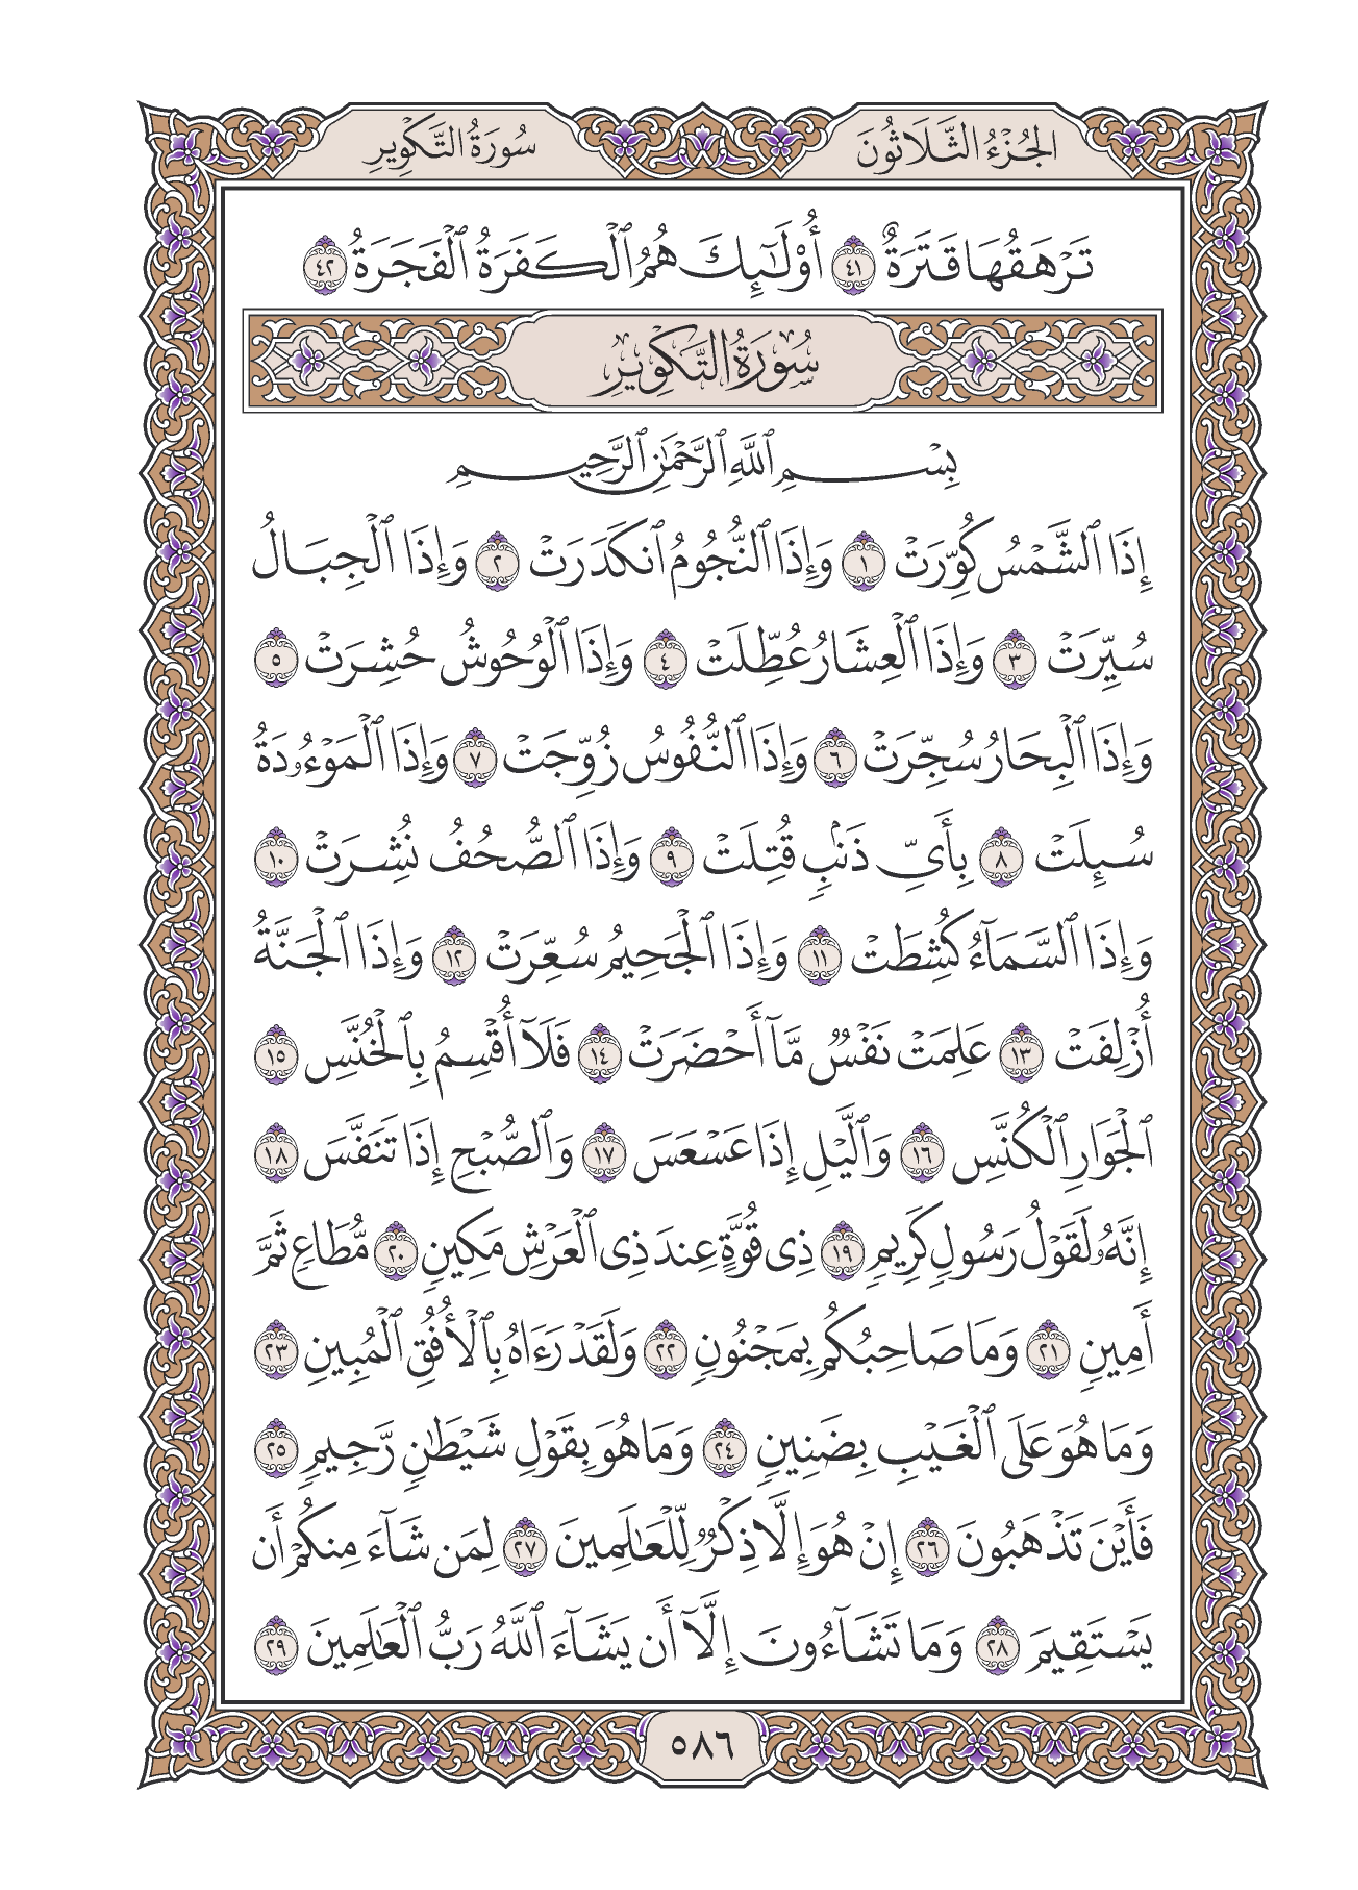 الجُزْءُ الثَّلَاثُونَ
سُورَةُ التَّكْوِيرِ
تَرْهَقُهَا قَتَرَةٌ ٤١ أُوْلَٰٓئِكَ هُمُ ٱلْكَفَرَةُ ٱلْفَجَرَةُ ٤٢
سُورَةُ التَّكْوِيرِ
بِسْمِ ٱللَّهِ ٱلرَّحْمَٰنِ ٱلرَّحِيمِ
إِذَا ٱلشَّمْسُ كُوِّرَتْ ١ وَإِذَا ٱلنُّجُومُ ٱنكَدَرَتْ ٢ وَإِذَا ٱلْجِبَالُ
سُيِّرَتْ ٣ وَإِذَا ٱلْعِشَارُ عُطِّلَتْ ٤ وَإِذَا ٱلْوُحُوشُ حُشِرَتْ ٥
وَإِذَا ٱلْبِحَارُ سُجِّرَتْ ٦ وَإِذَا ٱلنُّفُوسُ زُوِّجَتْ ٧ وَإِذَا ٱلْمَوْءُۥدَةُ
سُئِلَتْ ٨ بِأَيِّ ذَنۢبٍ قُتِلَتْ ٩ وَإِذَا ٱلصُّحُفُ نُشِرَتْ ١٠
وَإِذَا ٱلسَّمَآءُ كُشِطَتْ ١١ وَإِذَا ٱلْجَحِيمُ سُعِّرَتْ ١٢ وَإِذَا ٱلْجَنَّةُ
أُزْلِفَتْ ١٣ عَلِمَتْ نَفْسٌ مَّآ أَحْضَرَتْ ١٤ فَلَآ أُقْسِمُ بِٱلْخُنَّسِ ١٥
ٱلْجَوَارِ ٱلْكُنَّسِ ١٦ وَٱلَّيْلِ إِذَا عَسْعَسَ ١٧ وَٱلصُّبْحِ إِذَا تَنَفَّسَ ١٨
إِنَّهُۥ لَقَوْلُ رَسُولٍ كَرِيمٍ ١٩ ذِى قُوَّةٍ عِندَ ذِى ٱلْعَرْشِ مَكِينٍ ٢٠ مُّطَاعٍ ثَمَّ
أَمِينٍ ٢١ وَمَا صَاحِبُكُم بِمَجْنُونٍ ٢٢ وَلَقَدْ رَءَاهُ بِٱلْأُفُقِ ٱلْمُبِينِ ٢٣
وَمَا هُوَ عَلَى ٱلْغَيْبِ بِضَنِينٍ ٢٤ وَمَا هُوَ بِقَوْلِ شَيْطَٰنٍ رَّجِيمٍ ٢٥
فَأَيْنَ تَذْهَبُونَ ٢٦ إِنْ هُوَ إِلَّا ذِكْرٌ لِّلْعَٰلَمِينَ ٢٧ لِمَن شَآءَ مِنكُمْ أَن
يَسْتَقِيمَ ٢٨ وَمَا تَشَآءُونَ إِلَّآ أَن يَشَآءَ ٱللَّهُ رَبُّ ٱلْعَٰلَمِينَ ٢٩
٥٨٦